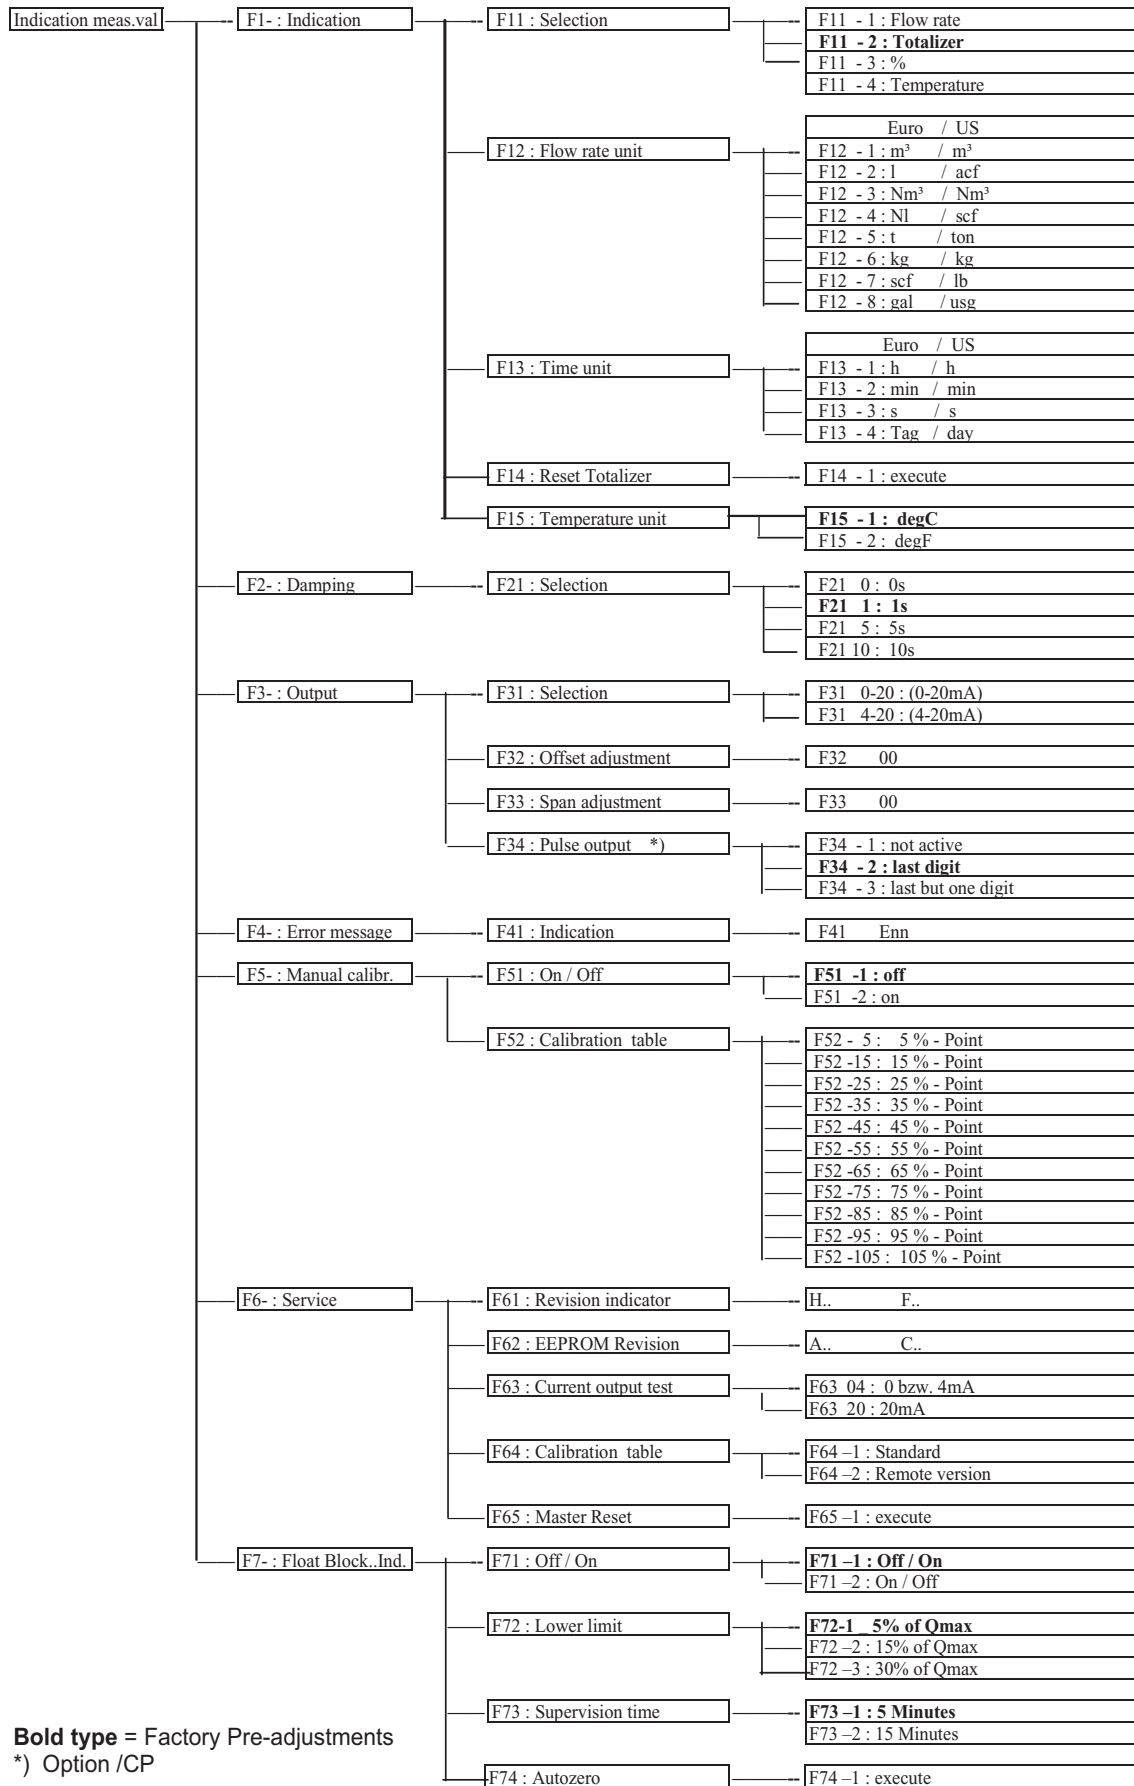 Indication meas.val
F1- : Indication
F11 : Selection
F11 - 1 : Flow rate
F11 - 2 : Totalizer
F11 - 3 : %
F11 - 4 : Temperature
Euro / US
F12 : Flow rate unit
F12 - 1 : m³ / m³
F12 - 2 : l / acf
F12 - 3 : Nm³ / Nm³
F12 - 4 : Nl / scf
F12 - 5 : t / ton
F12 - 6 : kg / kg
F12 - 7 : scf / lb
F12 - 8 : gal / usg
Euro / US
F13 : Time unit
F13 - 1 : h / h
F13 - 2 : min / min
F13 - 3 : s / s
F13 - 4 : Tag / day
F14 : Reset Totalizer
F14 - 1 : execute
F15 : Temperature unit
F15 - 1 : degC
F15 - 2 : degF
F2- : Damping
F21 : Selection
F21 0 : 0s
F21 1 : 1s
F21 5 : 5s
F21 10 : 10s
F3- : Output
F31 : Selection
F31 0-20 : (0-20mA)
F31 4-20 : (4-20mA)
F32 : Offset adjustment
F32 00
F33 : Span adjustment
F33 00
F34 : Pulse output *)
F34 - 1 : not active
F34 - 2 : last digit
F34 - 3 : last but one digit
F4- : Error message
F41 : Indication
F41 Enn
F5- : Manual calibr.
F51 : On / Off
F51 -1 : off
F51 -2 : on
F52 : Calibration table
F52 - 5 : 5 % - Point
F52 -15 : 15 % - Point
F52 -25 : 25 % - Point
F52 -35 : 35 % - Point
F52 -45 : 45 % - Point
F52 -55 : 55 % - Point
F52 -65 : 65 % - Point
F52 -75 : 75 % - Point
F52 -85 : 85 % - Point
F52 -95 : 95 % - Point
F52 -105 : 105 % - Point
F6- : Service
F61 : Revision indicator
H.. F..
F62 : EEPROM Revision
A.. C..
F63 : Current output test
F63 04 : 0 bzw. 4mA
F63 20 : 20mA
F64 : Calibration table
F64 –1 : Standard
F64 –2 : Remote version
F65 : Master Reset
F65 –1 : execute
F7- : Float Block..Ind.
F71 : Off / On
F71 –1 : Off / On
F71 –2 : On / Off
F72 : Lower limit
F72-1 _ 5% of Qmax
F72 –2 : 15% of Qmax
F72 –3 : 30% of Qmax
F73 : Supervision time
F73 –1 : 5 Minutes
F73 –2 : 15 Minutes
F74 : Autozero
F74 –1 : execute
Bold type = Factory Pre-adjustments
*) Option /CP